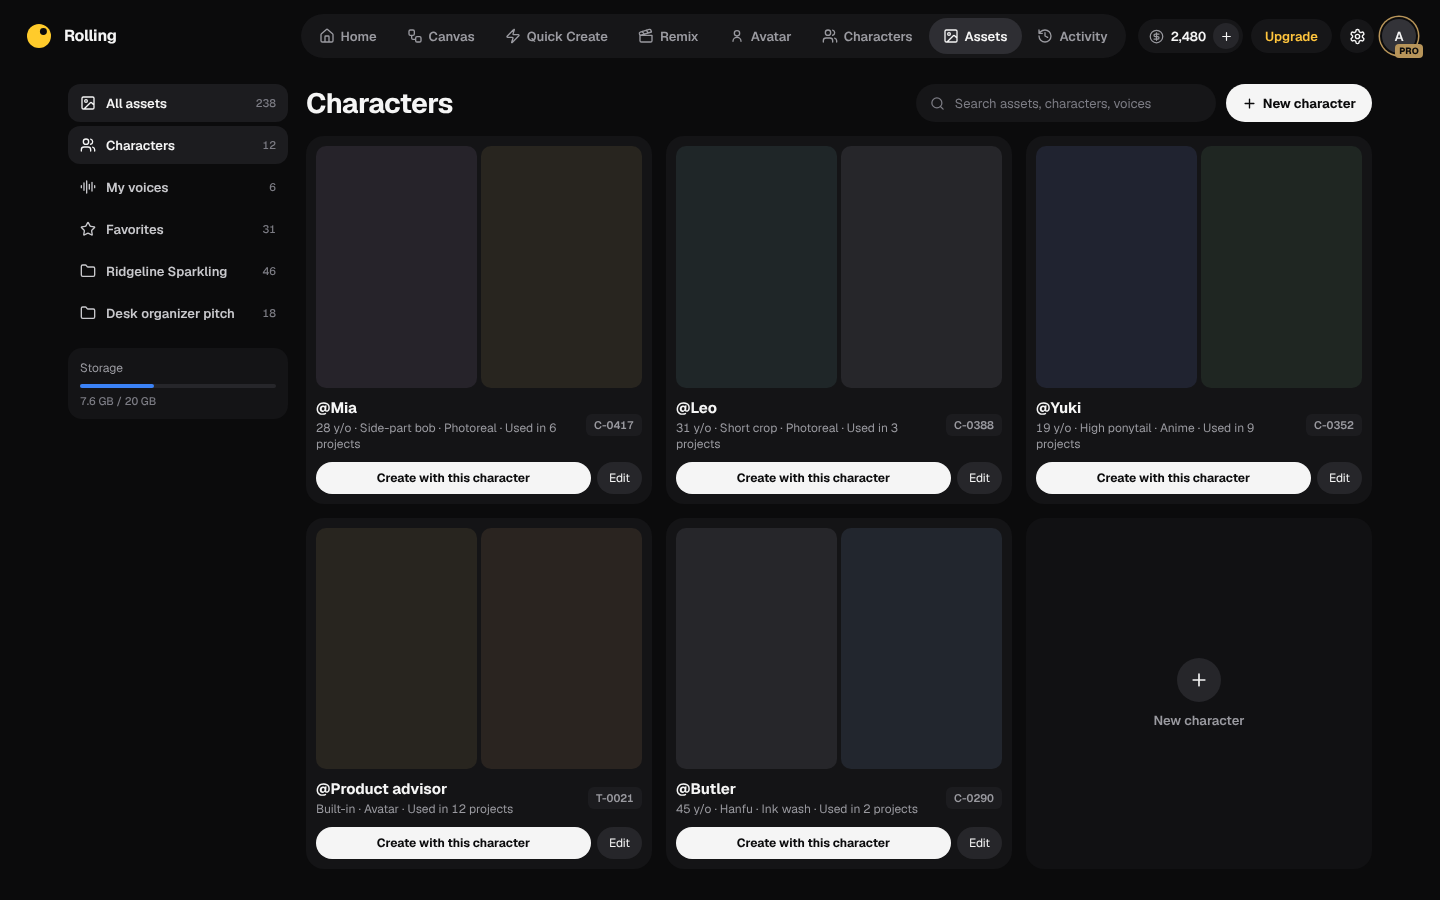 Rolling
Home
Canvas
Quick Create
Remix
Avatar
Characters
Assets
Activity
2,480
Upgrade
A
PRO
All assets 238
Characters 12
My voices 6
Favorites 31
Ridgeline Sparkling 46
Desk organizer pitch 18
Storage
7.6 GB / 20 GB
Characters
Search assets, characters, voices
New character
@Mia
28 y/o · Side-part bob · Photoreal · Used in 6
projects
C-0417
Create with this character
Edit
@Leo
31 y/o · Short crop · Photoreal · Used in 3
projects
C-0388
Create with this character
Edit
@Yuki
19 y/o · High ponytail · Anime · Used in 9
projects
C-0352
Create with this character
Edit
@Product advisor
Built-in · Avatar · Used in 12 projects
T-0021
Create with this character
Edit
@Butler
45 y/o · Hanfu · Ink wash · Used in 2 projects
C-0290
Create with this character
Edit
New character